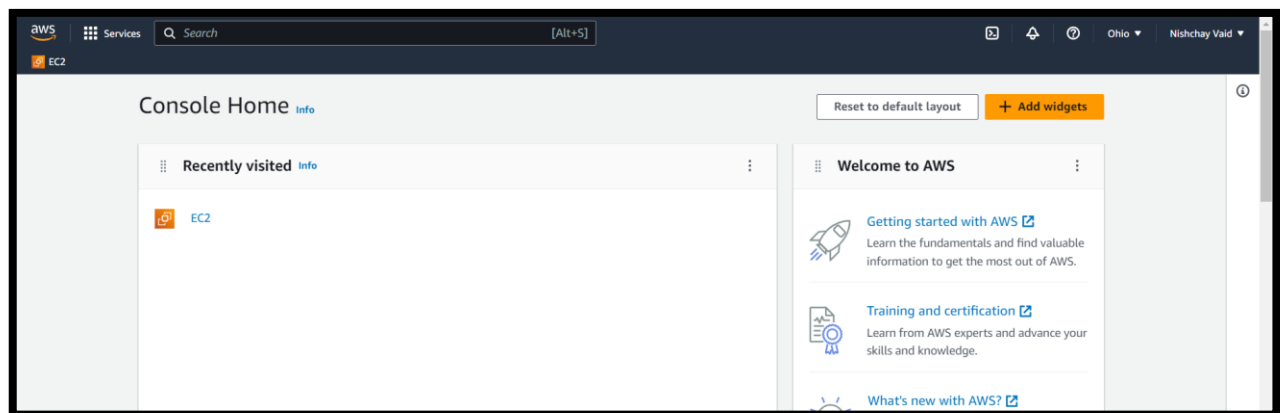 aws Services Search [Alt+S] Ohio ▼ Nishchay Vaid ▼
EC2
Console Home Info
Reset to default layout + Add widgets
Recently visited Info
EC2
Welcome to AWS
Getting started with AWS
Learn the fundamentals and find valuable
information to get the most out of AWS.
Training and certification
Learn from AWS experts and advance your
skills and knowledge.
What's new with AWS?